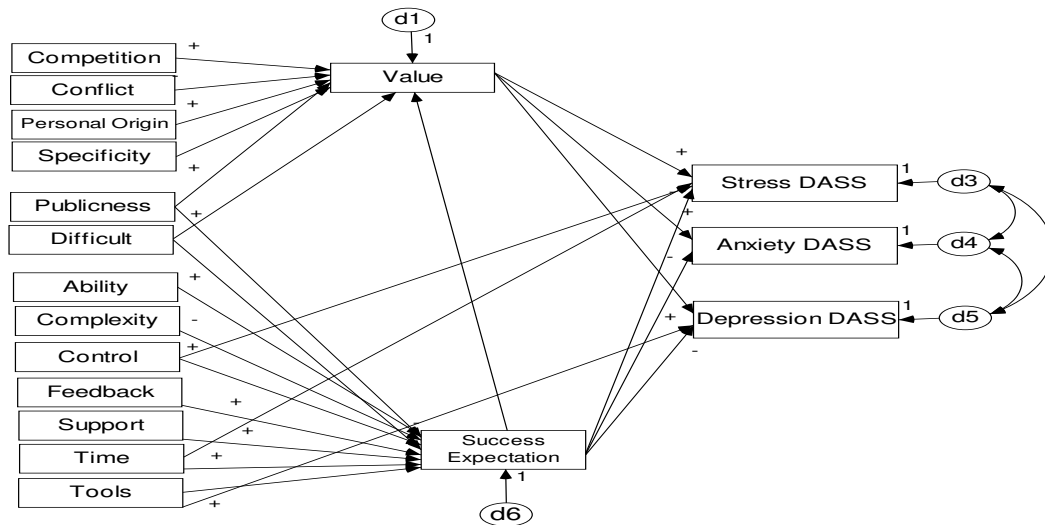 d1
1
+
Competition
Value
Conflict
+
Personal Origin
Specificity
+
+
Stress DASS
1
d3
Publicness
+
+
Difficult
Anxiety DASS
1
d4
-
Ability
+
Complexity
-
+
Depression DASS
1
d5
Control
+
-
Feedback
+
Support
+
Success
Expectation
Time
+
1
Tools
+
d6